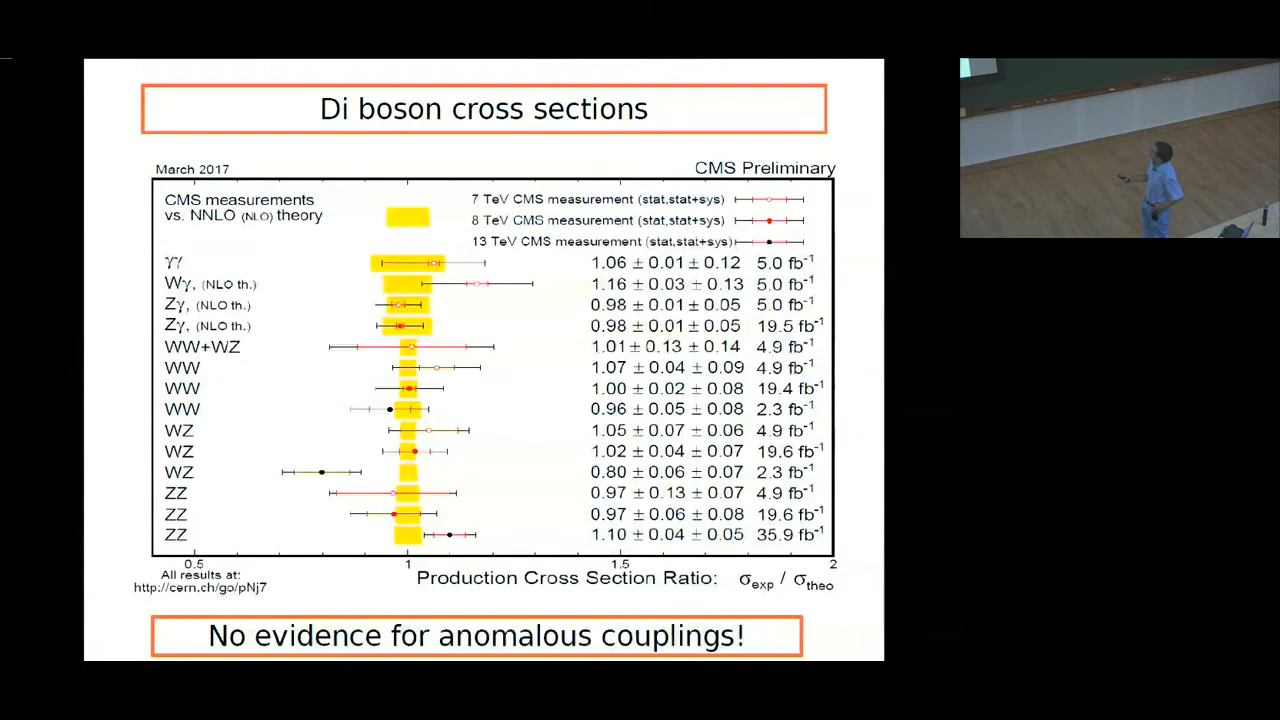 Di boson cross sections
March 2017 CMS Preliminary
CMS measurements
vs. NNLO (NLO) theory
7 TeV CMS measurement (stat,stat+sys)
8 TeV CMS measurement (stat,stat+sys)
13 TeV CMS measurement (stat,stat+sys)
γγ 1.06 ± 0.01 ± 0.12 5.0 fb⁻¹
Wγ, (NLO th.) 1.16 ± 0.03 ± 0.13 5.0 fb⁻¹
Zγ, (NLO th.) 0.98 ± 0.01 ± 0.05 5.0 fb⁻¹
Zγ, (NLO th.) 0.98 ± 0.01 ± 0.05 19.5 fb⁻¹
WW+WZ 1.01 ± 0.13 ± 0.14 4.9 fb⁻¹
WW 1.07 ± 0.04 ± 0.09 4.9 fb⁻¹
WW 1.00 ± 0.02 ± 0.08 19.4 fb⁻¹
WW 0.96 ± 0.05 ± 0.08 2.3 fb⁻¹
WZ 1.05 ± 0.07 ± 0.06 4.9 fb⁻¹
WZ 1.02 ± 0.04 ± 0.07 19.6 fb⁻¹
WZ 0.80 ± 0.06 ± 0.07 2.3 fb⁻¹
ZZ 0.97 ± 0.13 ± 0.07 4.9 fb⁻¹
ZZ 0.97 ± 0.06 ± 0.08 19.6 fb⁻¹
ZZ 1.10 ± 0.04 ± 0.05 35.9 fb⁻¹
0.5 1 1.5 2
All results at:
http://cern.ch/go/pNj7
Production Cross Section Ratio: σexp / σtheo
No evidence for anomalous couplings!